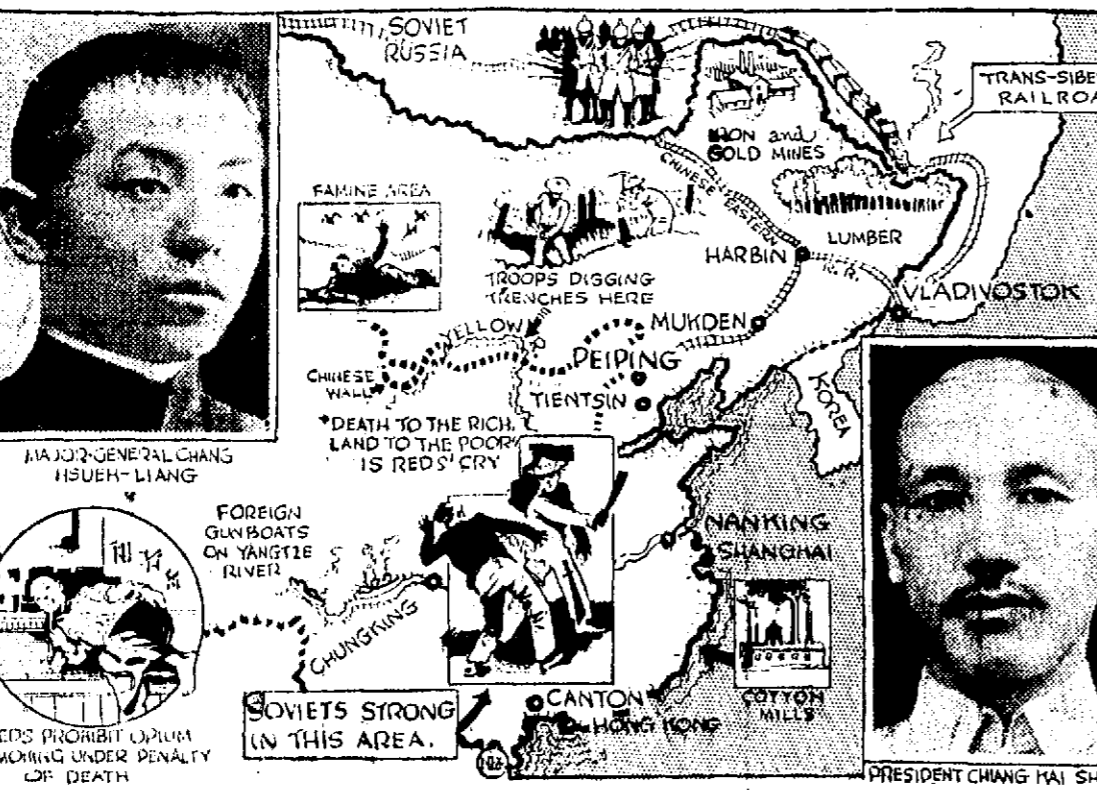 SOVIET
RUSSIA
TRANS-SIBE
RAILROA
IRON and
GOLD MINES
CHINESE
EASTERN
R.R.
FAMINE AREA
LUMBER
HARBIN
TROOPS DIGGING
TRENCHES HERE
VLADIVOSTOK
YELLOW
MUKDEN
PEIPING
CHINESE
WALL
TIENTSIN
KOREA
"DEATH TO THE RICH,
LAND TO THE POOR"
IS REDS' CRY
MAJOR-GENERAL CHANG
HSUEH-LIANG
FOREIGN
GUNBOATS
ON YANGTZE
RIVER
NANKING
SHANGHAI
CHUNGKING
COTTON
MILLS
SOVIETS STRONG
IN THIS AREA.
CANTON
HONG KONG
EDS PROHIBIT OPIUM
MOKING UNDER PENALTY
OF DEATH
PRESIDENT CHIANG KAI SH